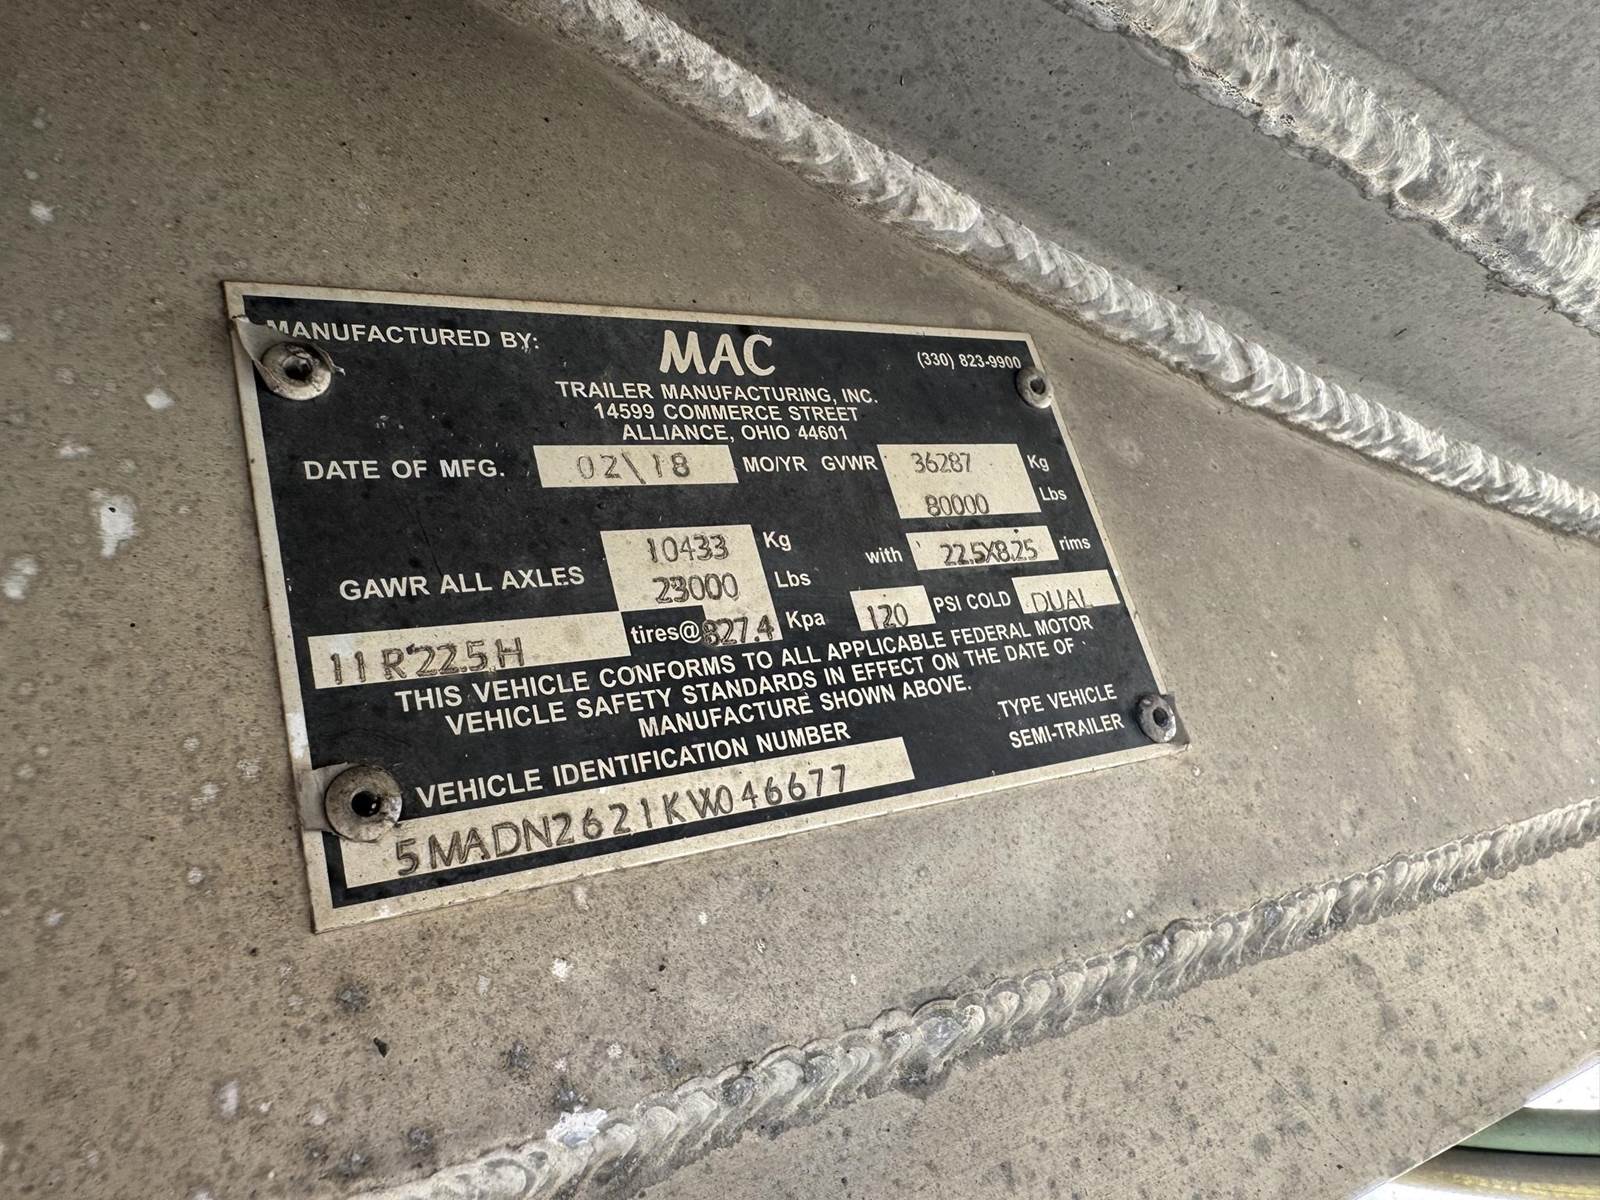 MANUFACTURED BY:
MAC
(330) 823-9900
TRAILER MANUFACTURING, INC.
14599 COMMERCE STREET
ALLIANCE, OHIO 44601
DATE OF MFG. 02\18 MO/YR GVWR 36287 Kg
80000 Lbs
GAWR ALL AXLES 10433 Kg
23000 Lbs
with 22.5X8.25 rims
11R22.5H tires@827.4 Kpa 120 PSI COLD DUAL
THIS VEHICLE CONFORMS TO ALL APPLICABLE FEDERAL MOTOR
VEHICLE SAFETY STANDARDS IN EFFECT ON THE DATE OF
MANUFACTURE SHOWN ABOVE.
VEHICLE IDENTIFICATION NUMBER
5MADN2621KW046677
TYPE VEHICLE
SEMI-TRAILER